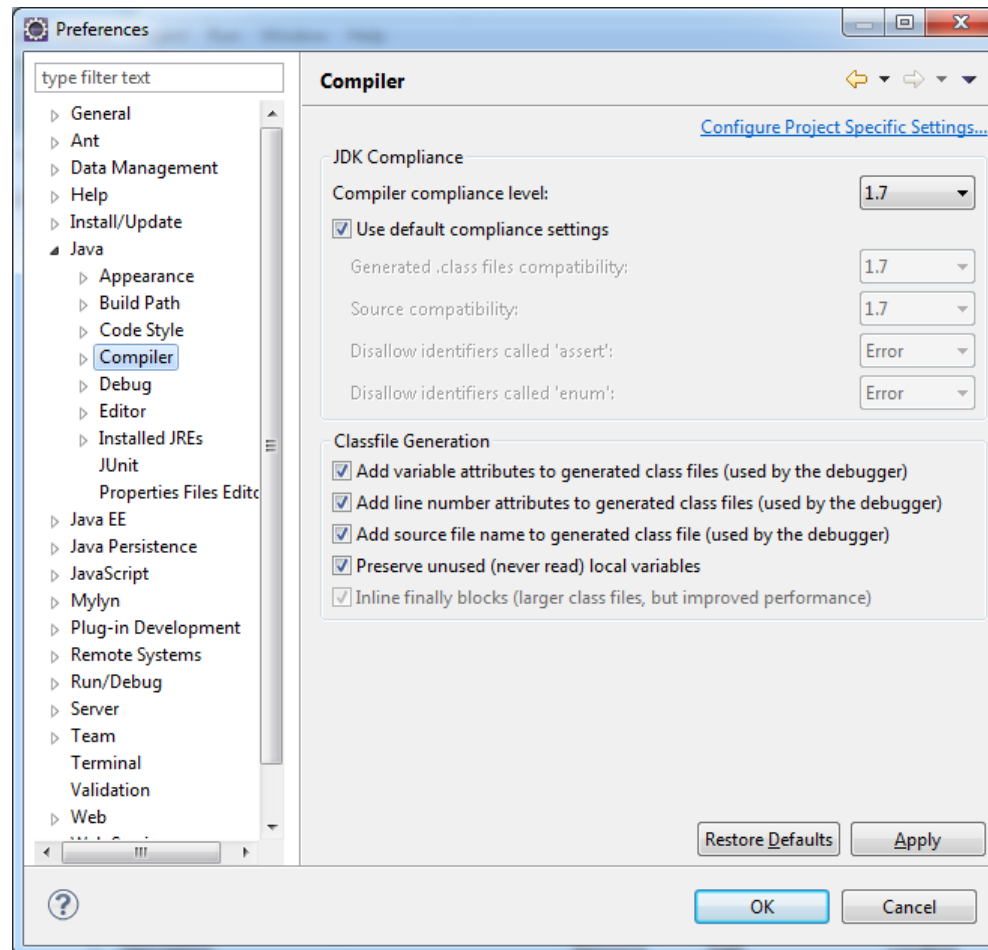 Preferences
type filter text
General
Ant
Data Management
Help
Install/Update
Java
Appearance
Build Path
Code Style
Compiler
Debug
Editor
Installed JREs
JUnit
Properties Files Edito
Java EE
Java Persistence
JavaScript
Mylyn
Plug-in Development
Remote Systems
Run/Debug
Server
Team
Terminal
Validation
Web
Compiler
Configure Project Specific Settings...
JDK Compliance
Compiler compliance level: 1.7
Use default compliance settings
Generated .class files compatibility: 1.7
Source compatibility: 1.7
Disallow identifiers called 'assert': Error
Disallow identifiers called 'enum': Error
Classfile Generation
Add variable attributes to generated class files (used by the debugger)
Add line number attributes to generated class files (used by the debugger)
Add source file name to generated class file (used by the debugger)
Preserve unused (never read) local variables
Inline finally blocks (larger class files, but improved performance)
Restore Defaults Apply
OK Cancel